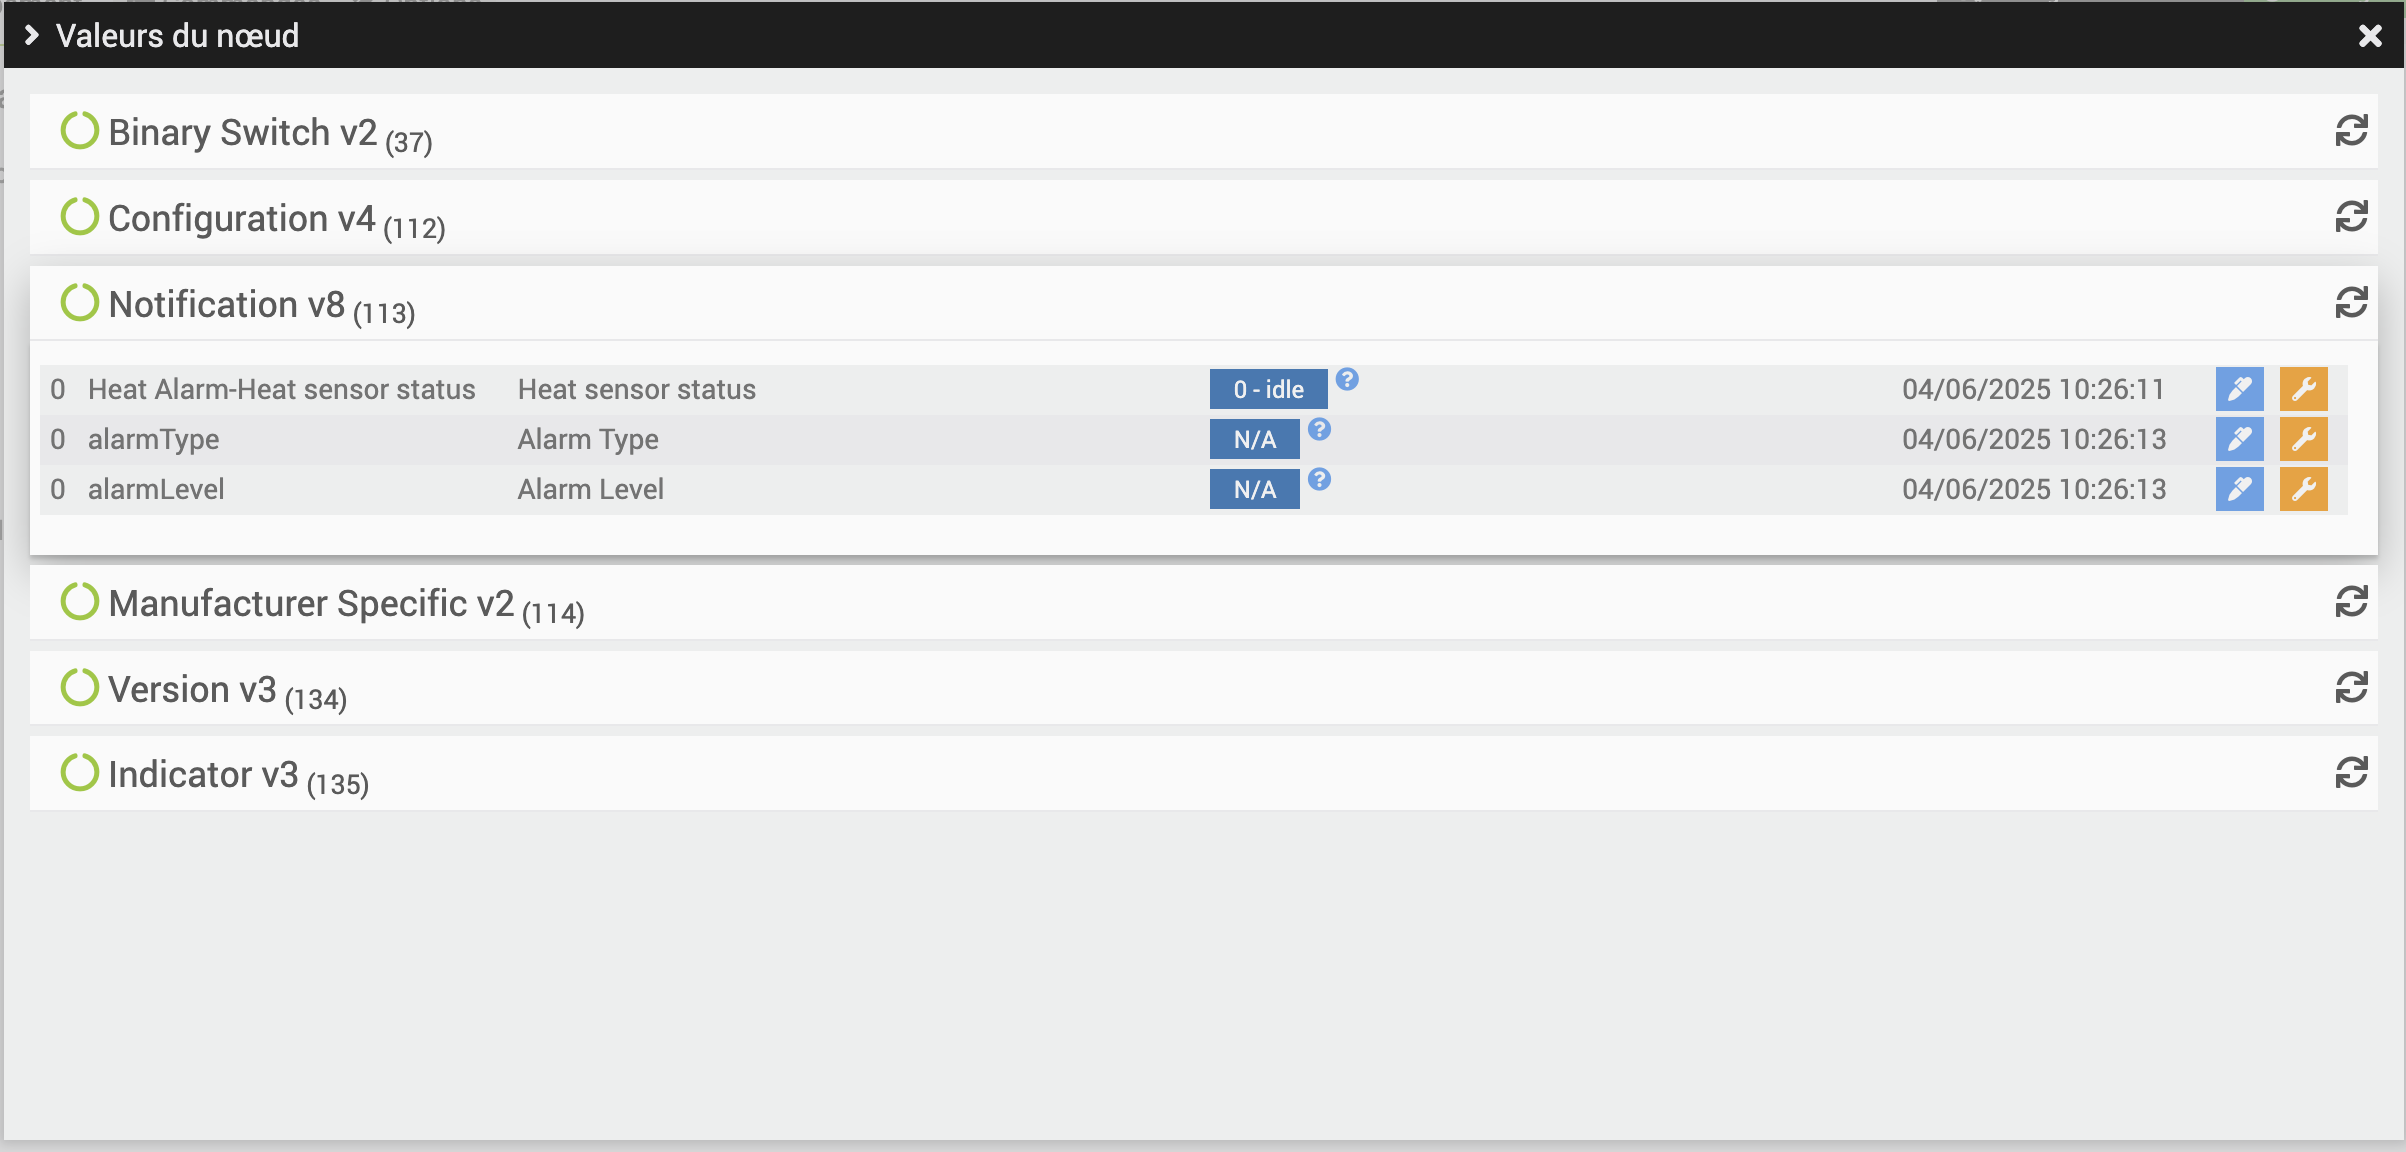 Valeurs du nœud
Binary Switch v2 (37)
Configuration v4 (112)
Notification v8 (113)
0 Heat Alarm-Heat sensor status Heat sensor status 0 - idle ? 04/06/2025 10:26:11
0 alarmType Alarm Type N/A ? 04/06/2025 10:26:13
0 alarmLevel Alarm Level N/A ? 04/06/2025 10:26:13
Manufacturer Specific v2 (114)
Version v3 (134)
Indicator v3 (135)